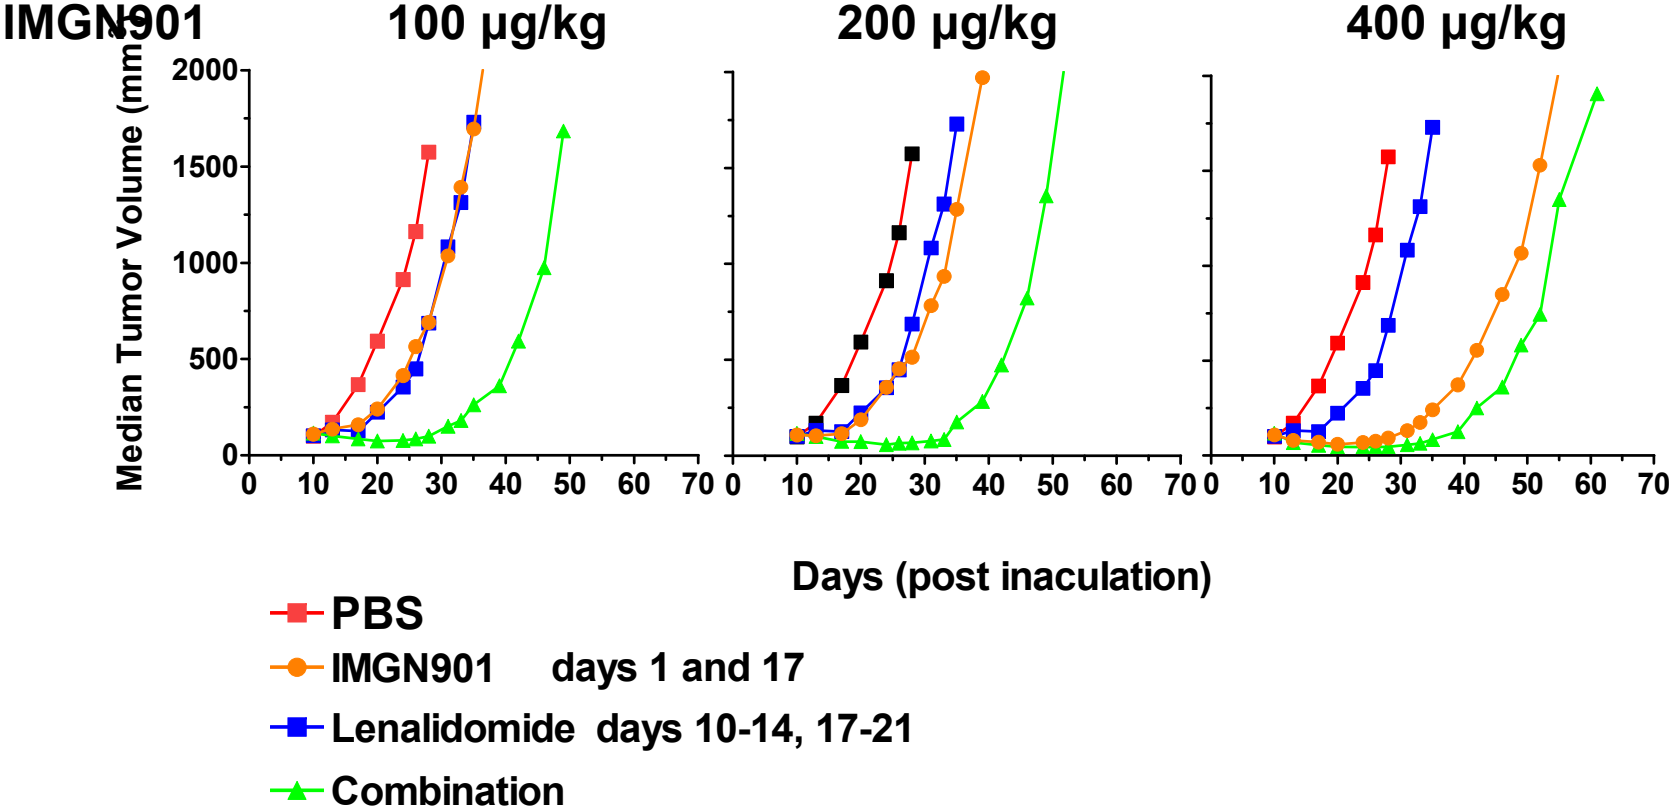 IMGN901 100 µg/kg 200 µg/kg 400 µg/kg
Median Tumor Volume (mm
2000
1500
1000
500
0
0 10 20 30 40 50 60 70
0 10 20 30 40 50 60 70
0 10 20 30 40 50 60 70
Days (post inaculation)
PBS
IMGN901 days 1 and 17
Lenalidomide days 10-14, 17-21
Combination